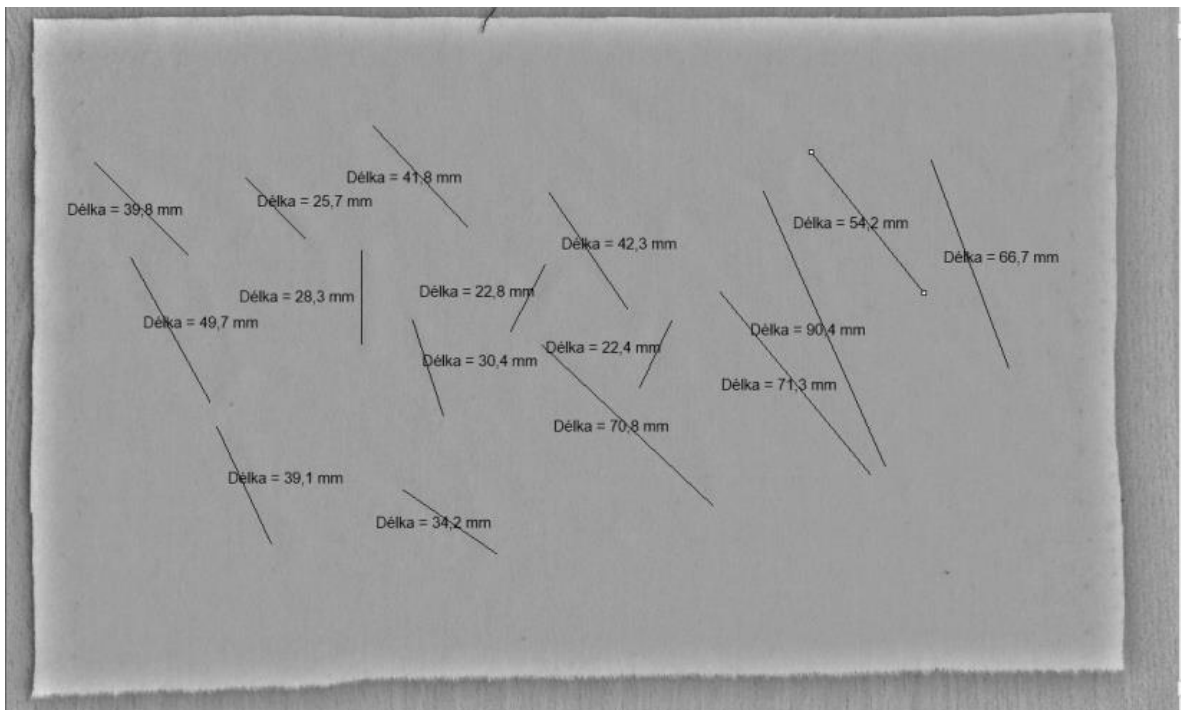 Délka = 41,8 mm
Délka = 25,7 mm
Délka = 39,8 mm
Délka = 54,2 mm
Délka = 42,3 mm
Délka = 66,7 mm
Délka = 22,8 mm
Délka = 28,3 mm
Délka = 49,7 mm
Délka = 90,4 mm
Délka = 22,4 mm
Délka = 30,4 mm
Délka = 71,3 mm
Délka = 70,8 mm
Délka = 39,1 mm
Délka = 34,2 mm